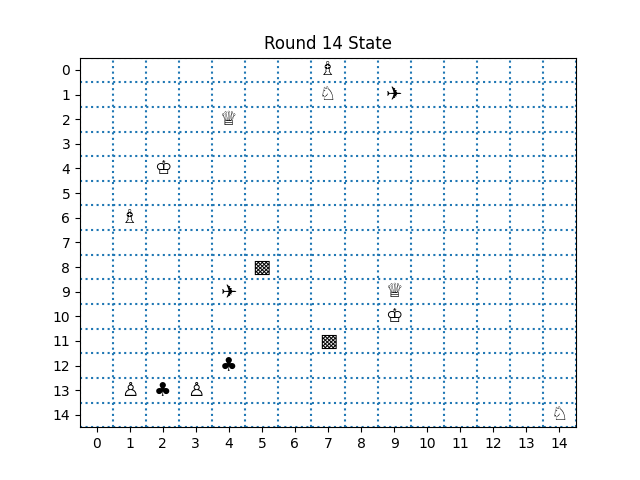 Round 14 State
0 ♗
1 ♘ ✈
2 ♕
3
4 ♔
5
6 ♗
7
8 ▩
9 ✈ ♕
10 ♔
11 ▩
12 ♣
13 ♙ ♣ ♙
14 ♘
0 1 2 3 4 5 6 7 8 9 10 11 12 13 14